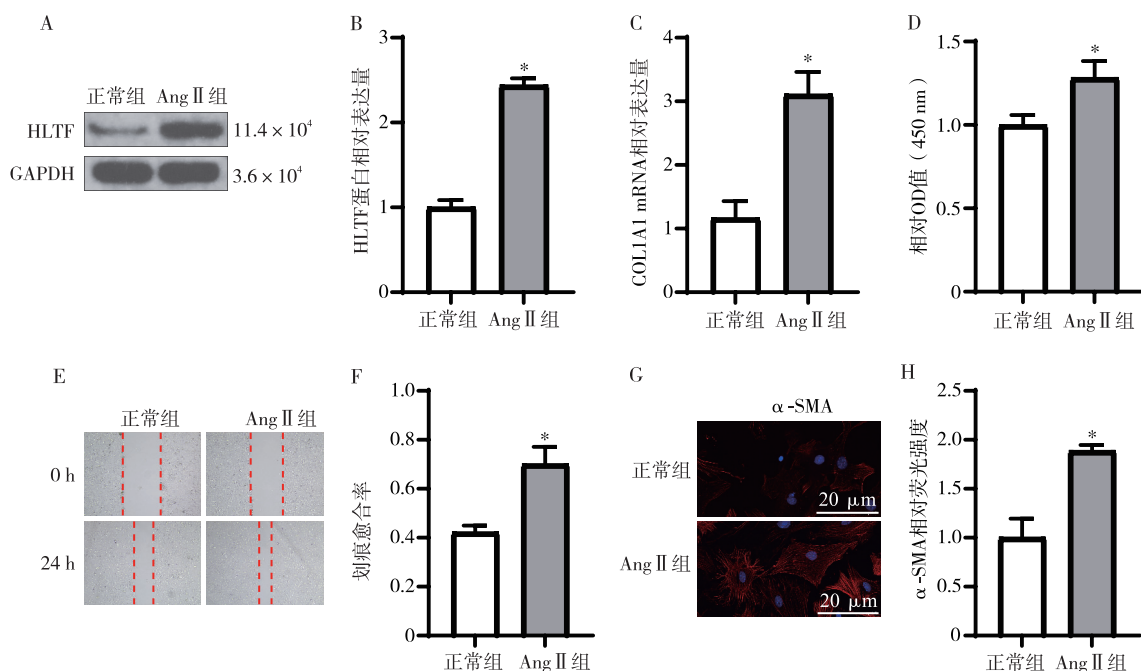 A
正常组 AngⅡ组
HLTF 11.4×10⁴
GAPDH 3.6×10⁴
B
HLTF蛋白相对表达量
3
2
1
0
正常组 AngⅡ组
*
C
COL1A1 mRNA相对表达量
4
3
2
1
0
正常组 AngⅡ组
*
D
相对OD值（450 nm）
1.5
1.0
0.5
0
正常组 AngⅡ组
*
E
正常组 AngⅡ组
0 h
24 h
F
划痕愈合率
1.0
0.8
0.6
0.4
0.2
0
正常组 AngⅡ组
*
G
α-SMA
正常组
20 μm
AngⅡ组
20 μm
H
α-SMA相对荧光强度
2.5
2.0
1.5
1.0
0.5
0
正常组 AngⅡ组
*